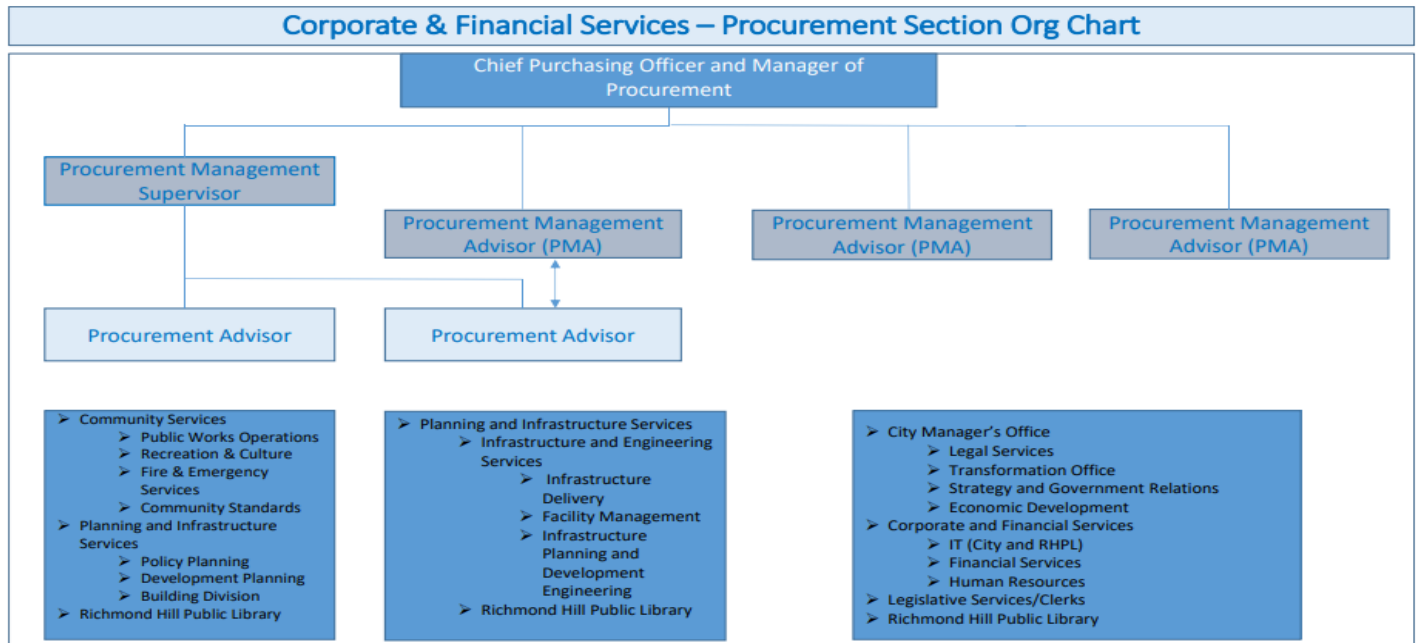 Corporate & Financial Services – Procurement Section Org Chart
Chief Purchasing Officer and Manager of
Procurement
Procurement Management
Supervisor
Procurement Management
Advisor (PMA)
Procurement Management
Advisor (PMA)
Procurement Management
Advisor (PMA)
Procurement Advisor
Procurement Advisor
➢ Community Services
➢ Public Works Operations
➢ Recreation & Culture
➢ Fire & Emergency
Services
➢ Community Standards
➢ Planning and Infrastructure
Services
➢ Policy Planning
➢ Development Planning
➢ Building Division
➢ Richmond Hill Public Library
➢ Planning and Infrastructure Services
➢ Infrastructure and Engineering
Services
➢ Infrastructure
Delivery
➢ Facility Management
➢ Infrastructure
Planning and
Development
Engineering
➢ Richmond Hill Public Library
➢ City Manager's Office
➢ Legal Services
➢ Transformation Office
➢ Strategy and Government Relations
➢ Economic Development
➢ Corporate and Financial Services
➢ IT (City and RHPL)
➢ Financial Services
➢ Human Resources
➢ Legislative Services/Clerks
➢ Richmond Hill Public Library